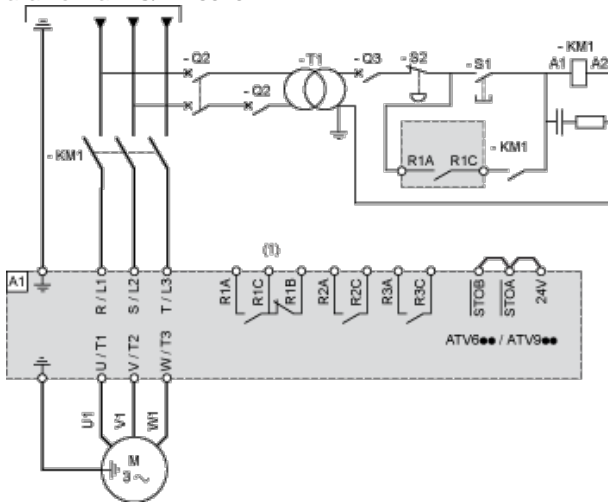 - Q2
- T1
- Q3
- S2
- S1
- KM1
A1 A2
- Q2
- KM1
- KM1
R1A R1C
(1)
A1
R / L1
S / L2
T / L3
R1A
R1C
R1B
R2A
R2C
R3A
R3C
STOB
STOA
24V
ATV6●● / ATV9●●
U / T1
V / T2
W / T3
U1
V1
W1
M
3 ~